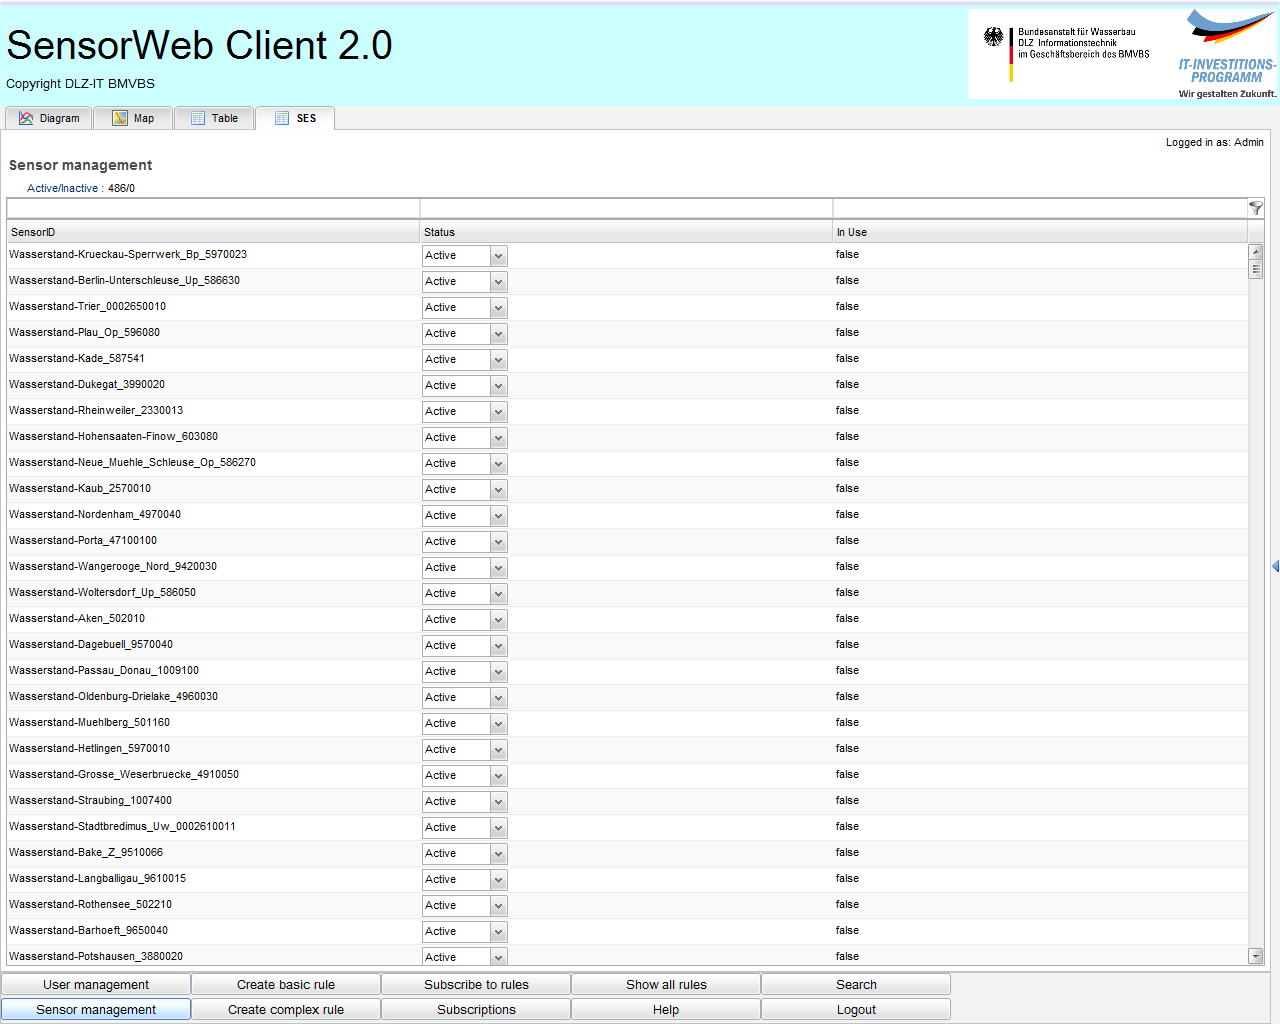 SensorWeb Client 2.0
Copyright DLZ-IT BMVBS
Bundesanstalt für Wasserbau
DLZ Informationstechnik
im Geschäftsbereich des BMVBS
IT-INVESTITIONS-
PROGRAMM
Wir gestalten Zukunft.
Diagram Map Table SES
Logged in as: Admin
Sensor management
Active/Inactive : 486/0
SensorID Status In Use
Wasserstand-Krueckau-Sperrwerk_Bp_5970023 Active false
Wasserstand-Berlin-Unterschleuse_Up_586630 Active false
Wasserstand-Trier_0002650010 Active false
Wasserstand-Plau_Op_596080 Active false
Wasserstand-Kade_587541 Active false
Wasserstand-Dukegat_3990020 Active false
Wasserstand-Rheinweiler_2330013 Active false
Wasserstand-Hohensaaten-Finow_603080 Active false
Wasserstand-Neue_Muehle_Schleuse_Op_586270 Active false
Wasserstand-Kaub_2570010 Active false
Wasserstand-Nordenham_4970040 Active false
Wasserstand-Porta_47100100 Active false
Wasserstand-Wangerooge_Nord_9420030 Active false
Wasserstand-Woltersdorf_Up_586050 Active false
Wasserstand-Aken_502010 Active false
Wasserstand-Dagebuell_9570040 Active false
Wasserstand-Passau_Donau_1009100 Active false
Wasserstand-Oldenburg-Drielake_4960030 Active false
Wasserstand-Muehlberg_501160 Active false
Wasserstand-Hetlingen_5970010 Active false
Wasserstand-Grosse_Weserbruecke_4910050 Active false
Wasserstand-Straubing_1007400 Active false
Wasserstand-Stadtbredimus_Uw_0002610011 Active false
Wasserstand-Bake_Z_9510066 Active false
Wasserstand-Langballigau_9610015 Active false
Wasserstand-Rothensee_502210 Active false
Wasserstand-Barhoeft_9650040 Active false
Wasserstand-Potshausen_3880020 Active false
User management Create basic rule Subscribe to rules Show all rules Search
Sensor management Create complex rule Subscriptions Help Logout